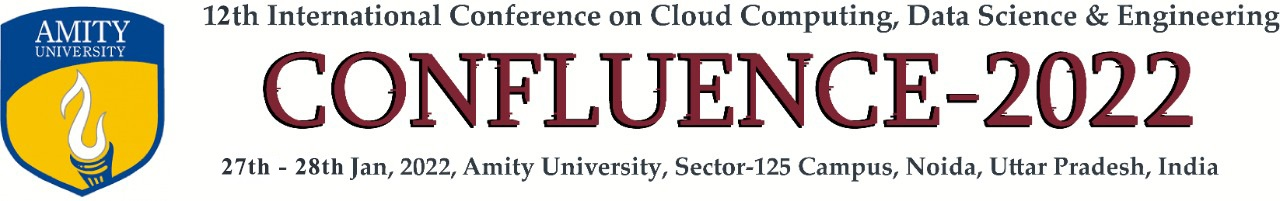 AMITY
UNIVERSITY
12th International Conference on Cloud Computing, Data Science & Engineering
CONFLUENCE-2022
27th - 28th Jan, 2022, Amity University, Sector-125 Campus, Noida, Uttar Pradesh, India